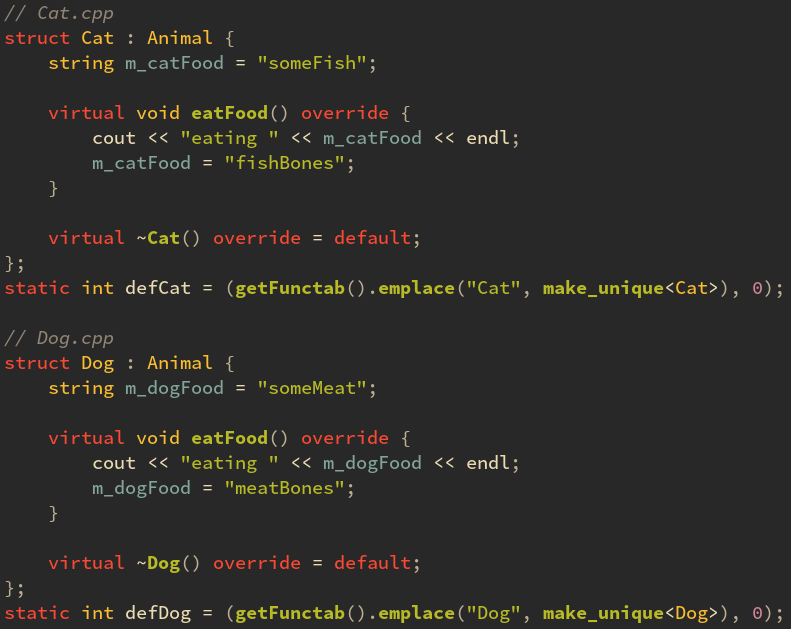 // Cat.cpp
struct Cat : Animal {
    string m_catFood = "someFish";

    virtual void eatFood() override {
        cout << "eating " << m_catFood << endl;
        m_catFood = "fishBones";
    }

    virtual ~Cat() override = default;
};
static int defCat = (getFunctab().emplace("Cat", make_unique<Cat>), 0);

// Dog.cpp
struct Dog : Animal {
    string m_dogFood = "someMeat";

    virtual void eatFood() override {
        cout << "eating " << m_dogFood << endl;
        m_dogFood = "meatBones";
    }

    virtual ~Dog() override = default;
};
static int defDog = (getFunctab().emplace("Dog", make_unique<Dog>), 0);